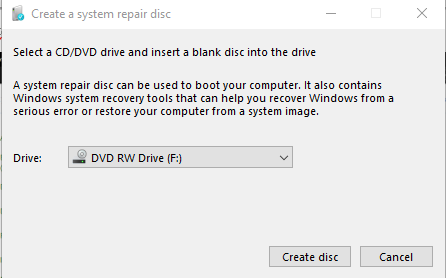 Create a system repair disc
Select a CD/DVD drive and insert a blank disc into the drive
A system repair disc can be used to boot your computer. It also contains
Windows system recovery tools that can help you recover Windows from a
serious error or restore your computer from a system image.
Drive: DVD RW Drive (F:)
Create disc Cancel